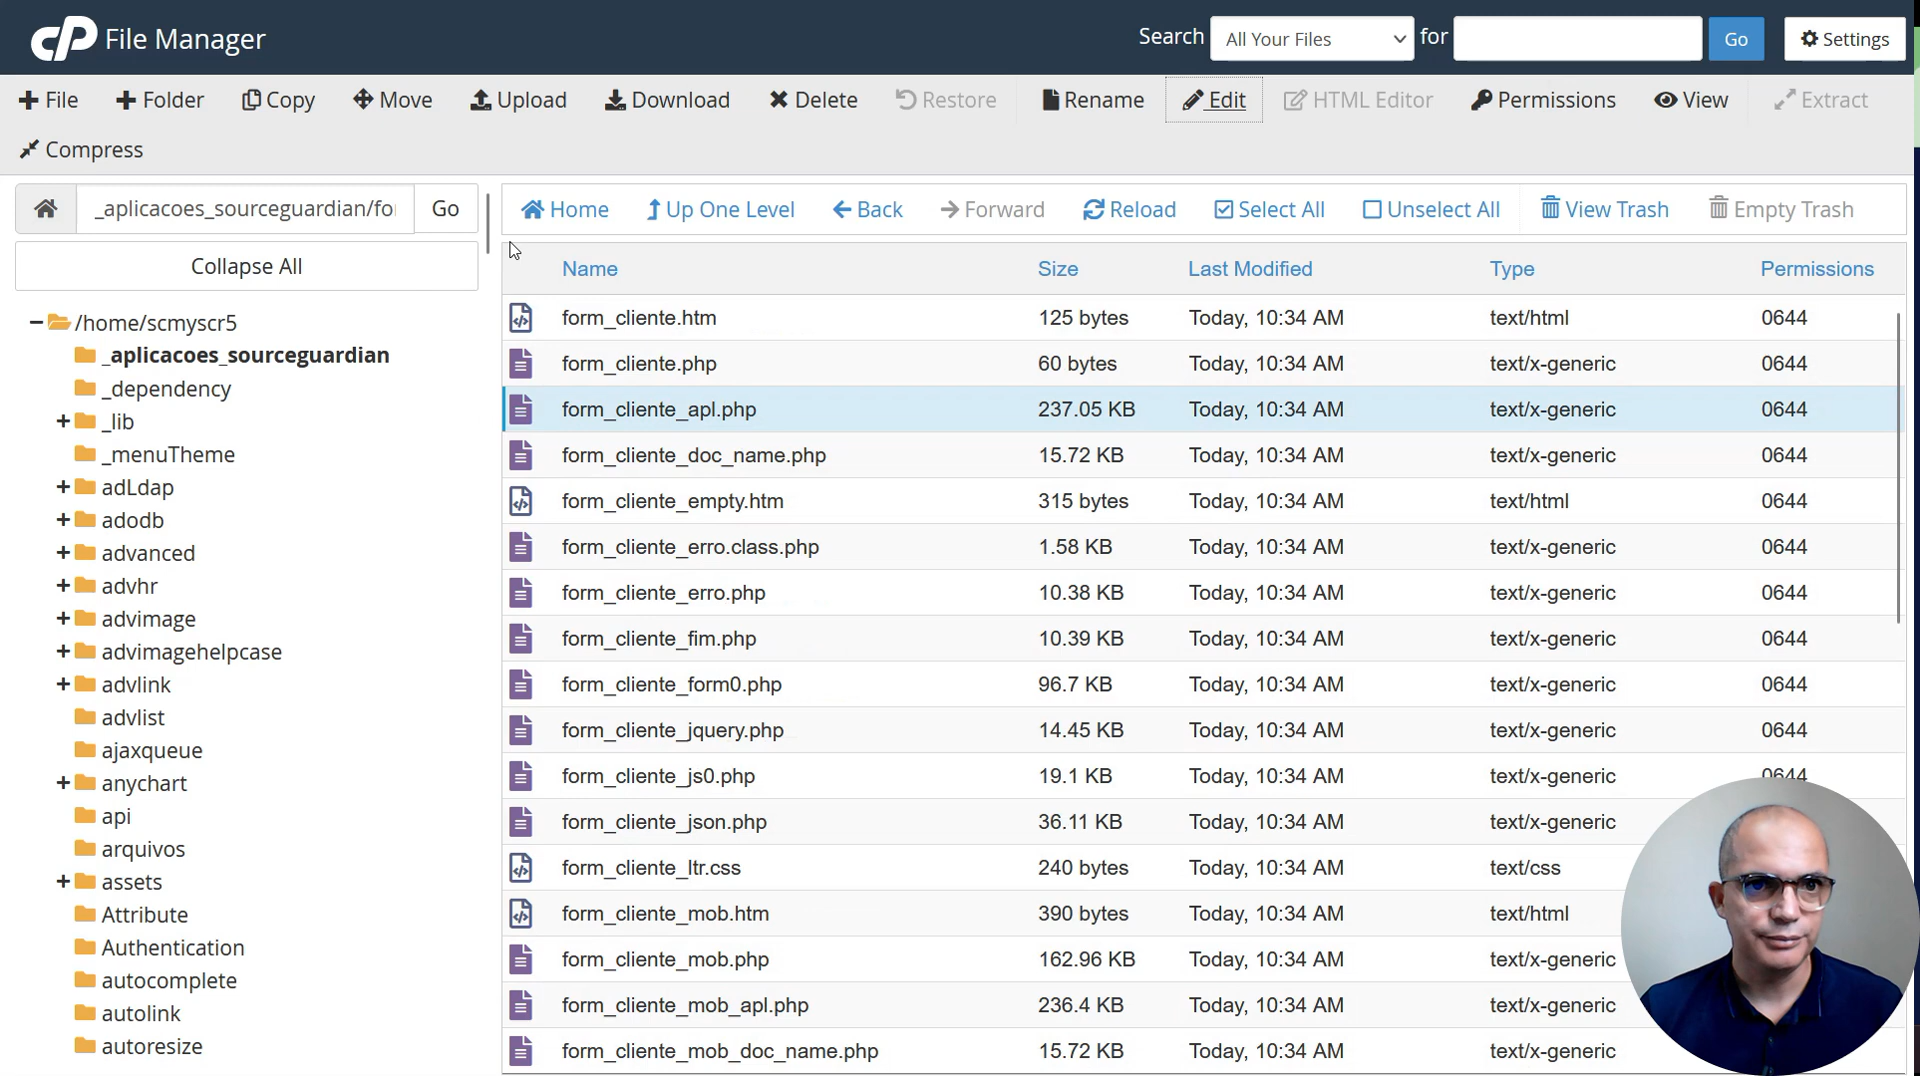 cP File Manager
Search All Your Files for Go Settings
File Folder Copy Move Upload Download Delete Restore Rename Edit HTML Editor Permissions View Extract
Compress
_aplicacoes_sourceguardian/foı Go
Collapse All
/home/scmyscr5
_aplicacoes_sourceguardian
_dependency
_lib
_menuTheme
adLdap
adodb
advanced
advhr
advimage
advimagehelpcase
advlink
advlist
ajaxqueue
anychart
api
arquivos
assets
Attribute
Authentication
autocomplete
autolink
autoresize
Home Up One Level Back Forward Reload Select All Unselect All View Trash Empty Trash
Name Size Last Modified Type Permissions
form_cliente.htm 125 bytes Today, 10:34 AM text/html 0644
form_cliente.php 60 bytes Today, 10:34 AM text/x-generic 0644
form_cliente_apl.php 237.05 KB Today, 10:34 AM text/x-generic 0644
form_cliente_doc_name.php 15.72 KB Today, 10:34 AM text/x-generic 0644
form_cliente_empty.htm 315 bytes Today, 10:34 AM text/html 0644
form_cliente_erro.class.php 1.58 KB Today, 10:34 AM text/x-generic 0644
form_cliente_erro.php 10.38 KB Today, 10:34 AM text/x-generic 0644
form_cliente_fim.php 10.39 KB Today, 10:34 AM text/x-generic 0644
form_cliente_form0.php 96.7 KB Today, 10:34 AM text/x-generic 0644
form_cliente_jquery.php 14.45 KB Today, 10:34 AM text/x-generic 0644
form_cliente_js0.php 19.1 KB Today, 10:34 AM text/x-generic 0644
form_cliente_json.php 36.11 KB Today, 10:34 AM text/x-generic
form_cliente_ltr.css 240 bytes Today, 10:34 AM text/css
form_cliente_mob.htm 390 bytes Today, 10:34 AM text/html
form_cliente_mob.php 162.96 KB Today, 10:34 AM text/x-generic
form_cliente_mob_apl.php 236.4 KB Today, 10:34 AM text/x-generic
form_cliente_mob_doc_name.php 15.72 KB Today, 10:34 AM text/x-generic